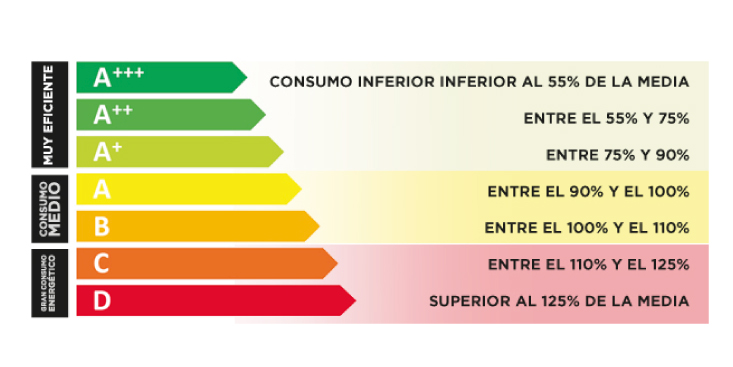 MUY EFICIENTE
A+++ CONSUMO INFERIOR INFERIOR AL 55% DE LA MEDIA
A++ ENTRE EL 55% Y 75%
A+ ENTRE 75% Y 90%
CONSUMO
MEDIO
A ENTRE EL 90% Y EL 100%
B ENTRE EL 100% Y EL 110%
GRAN CONSUMO
ENERGÉTICO
C ENTRE EL 110% Y EL 125%
D SUPERIOR AL 125% DE LA MEDIA